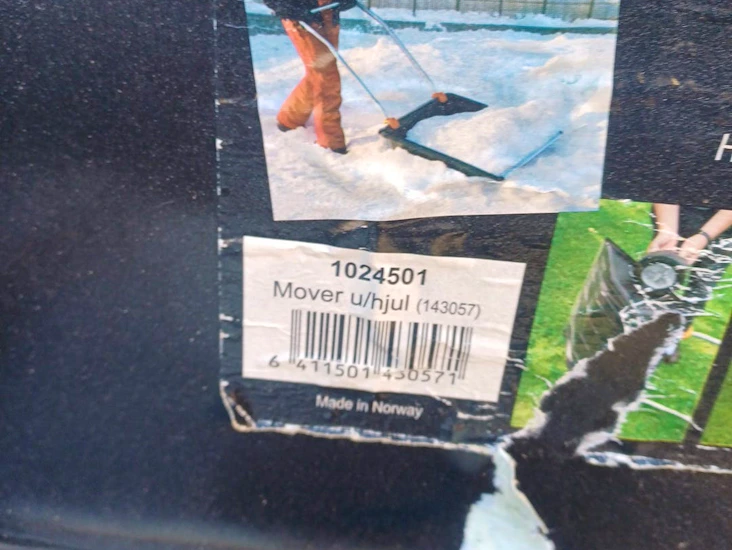 H
1024501
Mover u/hjul (143057)
6 411501 430571
Made in Norway